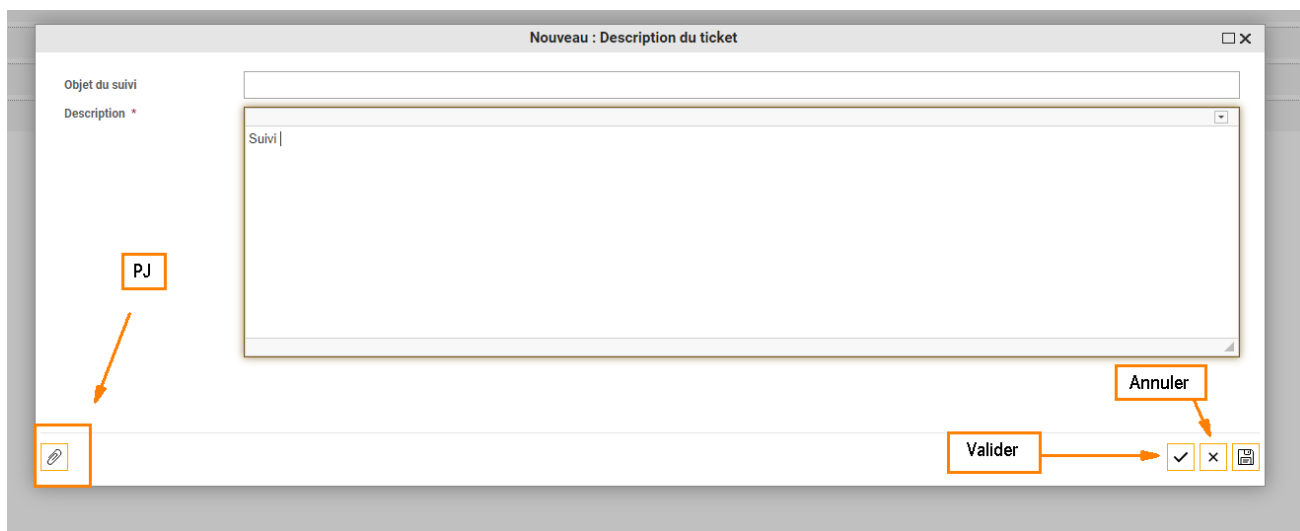 Nouveau : Description du ticket
Objet du suivi
Description *
Suivi
PJ
Annuler
Valider